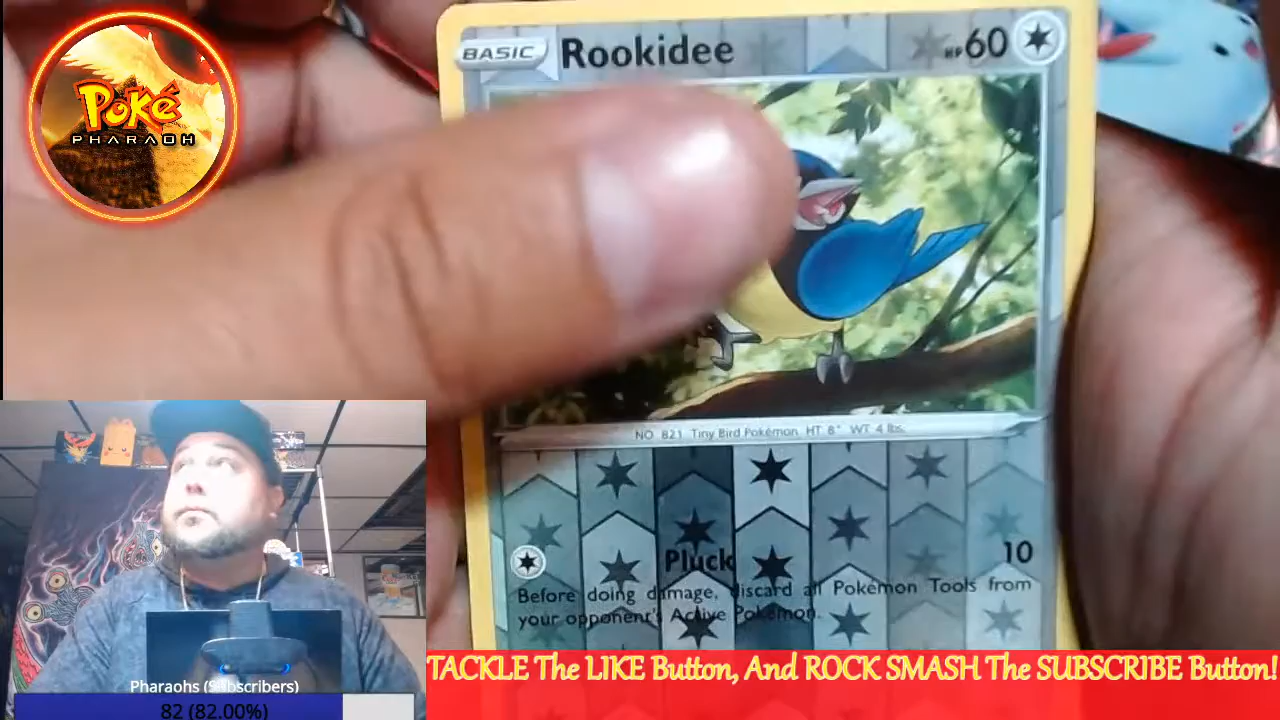 Poké
PHARAOH
BASIC Rookidee HP 60
NO. 821 Tiny Bird Pokémon HT 8" WT 4 lbs.
Pluck 10
Before doing damage, discard all Pokémon Tools from
your opponent's Active Pokémon.
Pharaohs (Subscribers)
82 (82.00%)
TACKLE The LIKE Button, And ROCK SMASH The SUBSCRIBE Button!